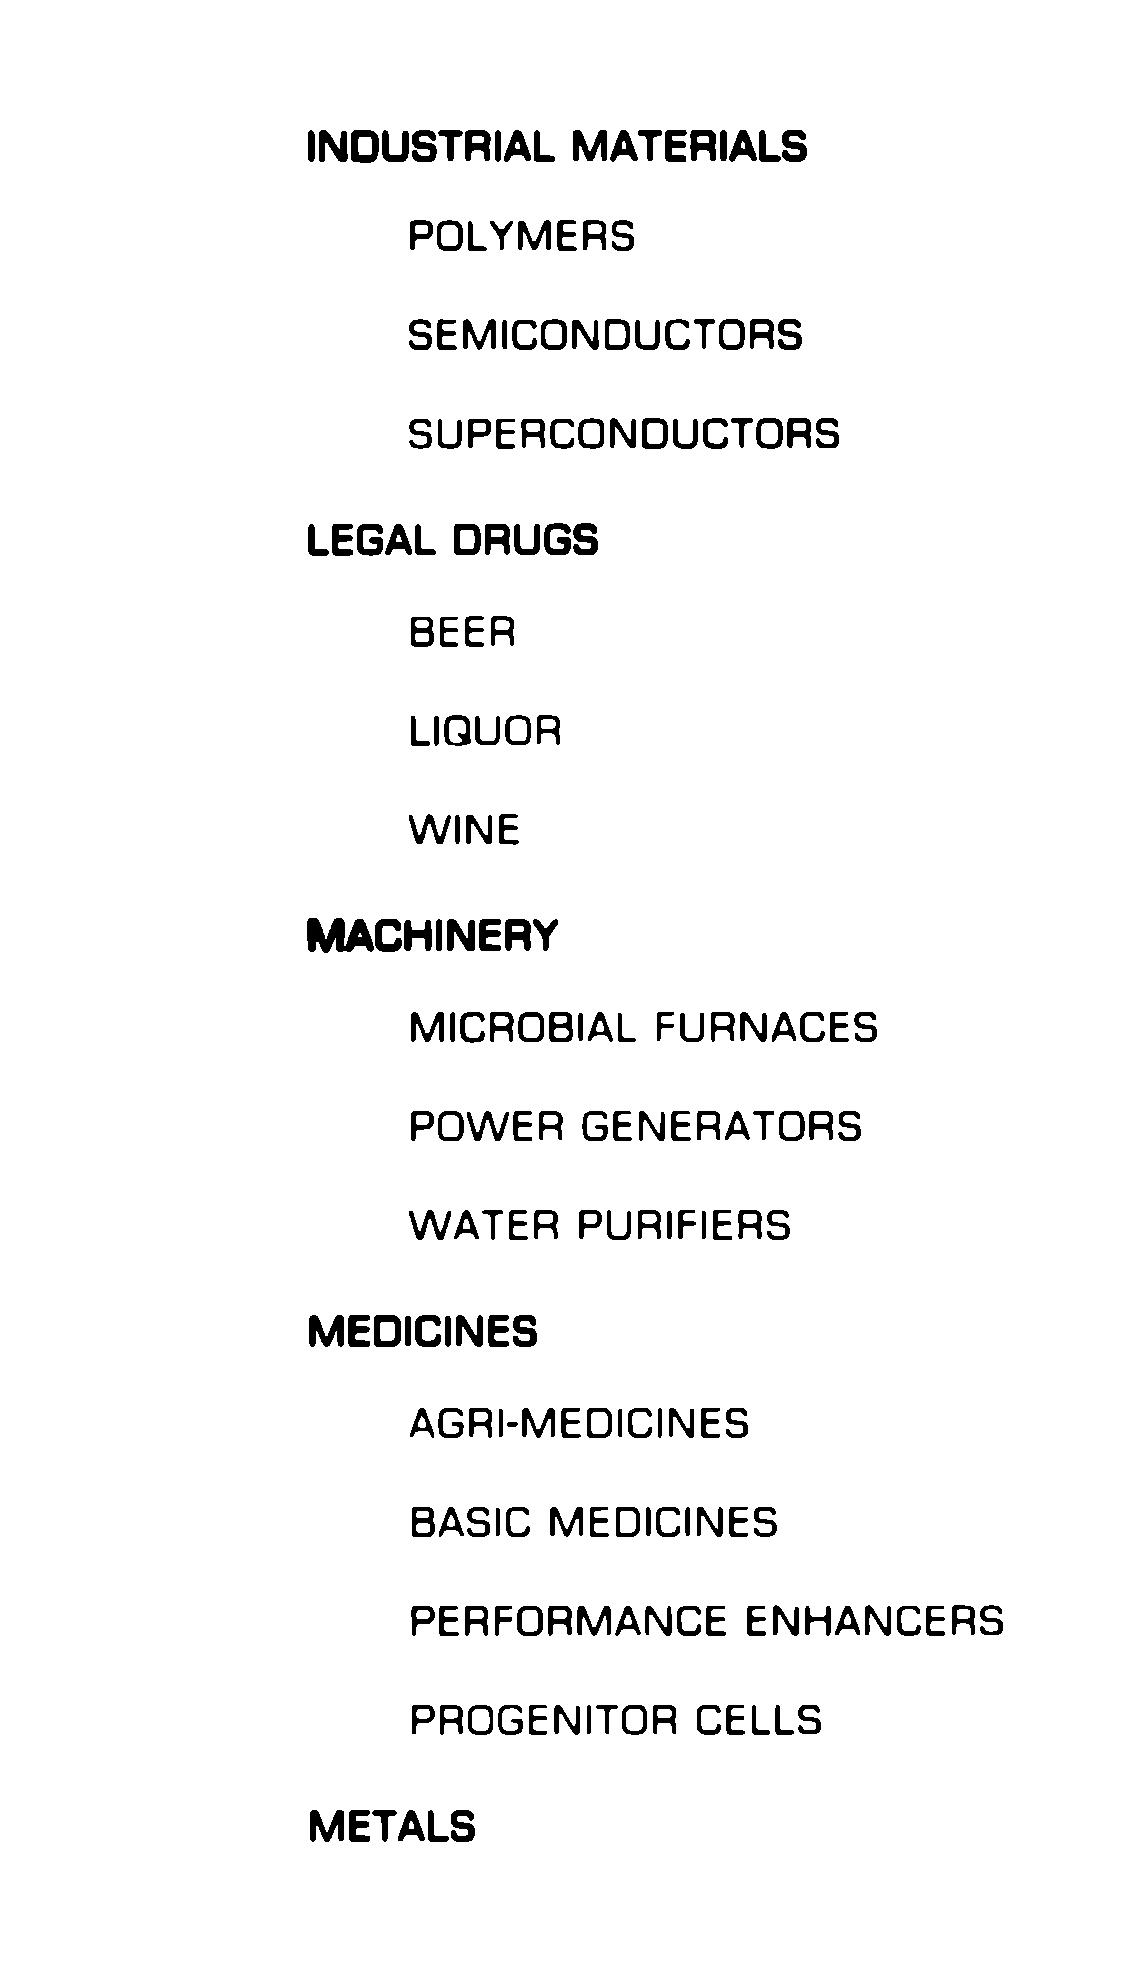 INDUSTRIAL MATERIALS
POLYMERS
SEMICONDUCTORS
SUPERCONDUCTORS
LEGAL DRUGS
BEER
LIQUOR
WINE
MACHINERY
MICROBIAL FURNACES
POWER GENERATORS
WATER PURIFIERS
MEDICINES
AGRI-MEDICINES
BASIC MEDICINES
PERFORMANCE ENHANCERS
PROGENITOR CELLS
METALS